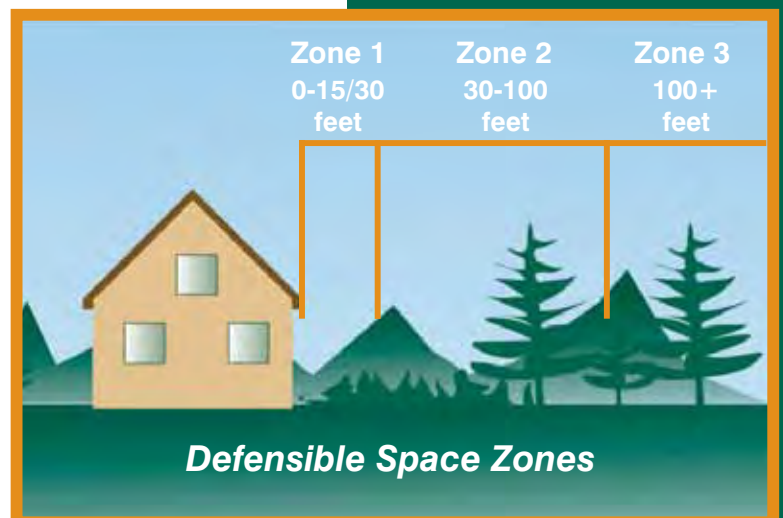 Zone 1
0-15/30
feet
Zone 2
30-100
feet
Zone 3
100+
feet
Defensible Space Zones